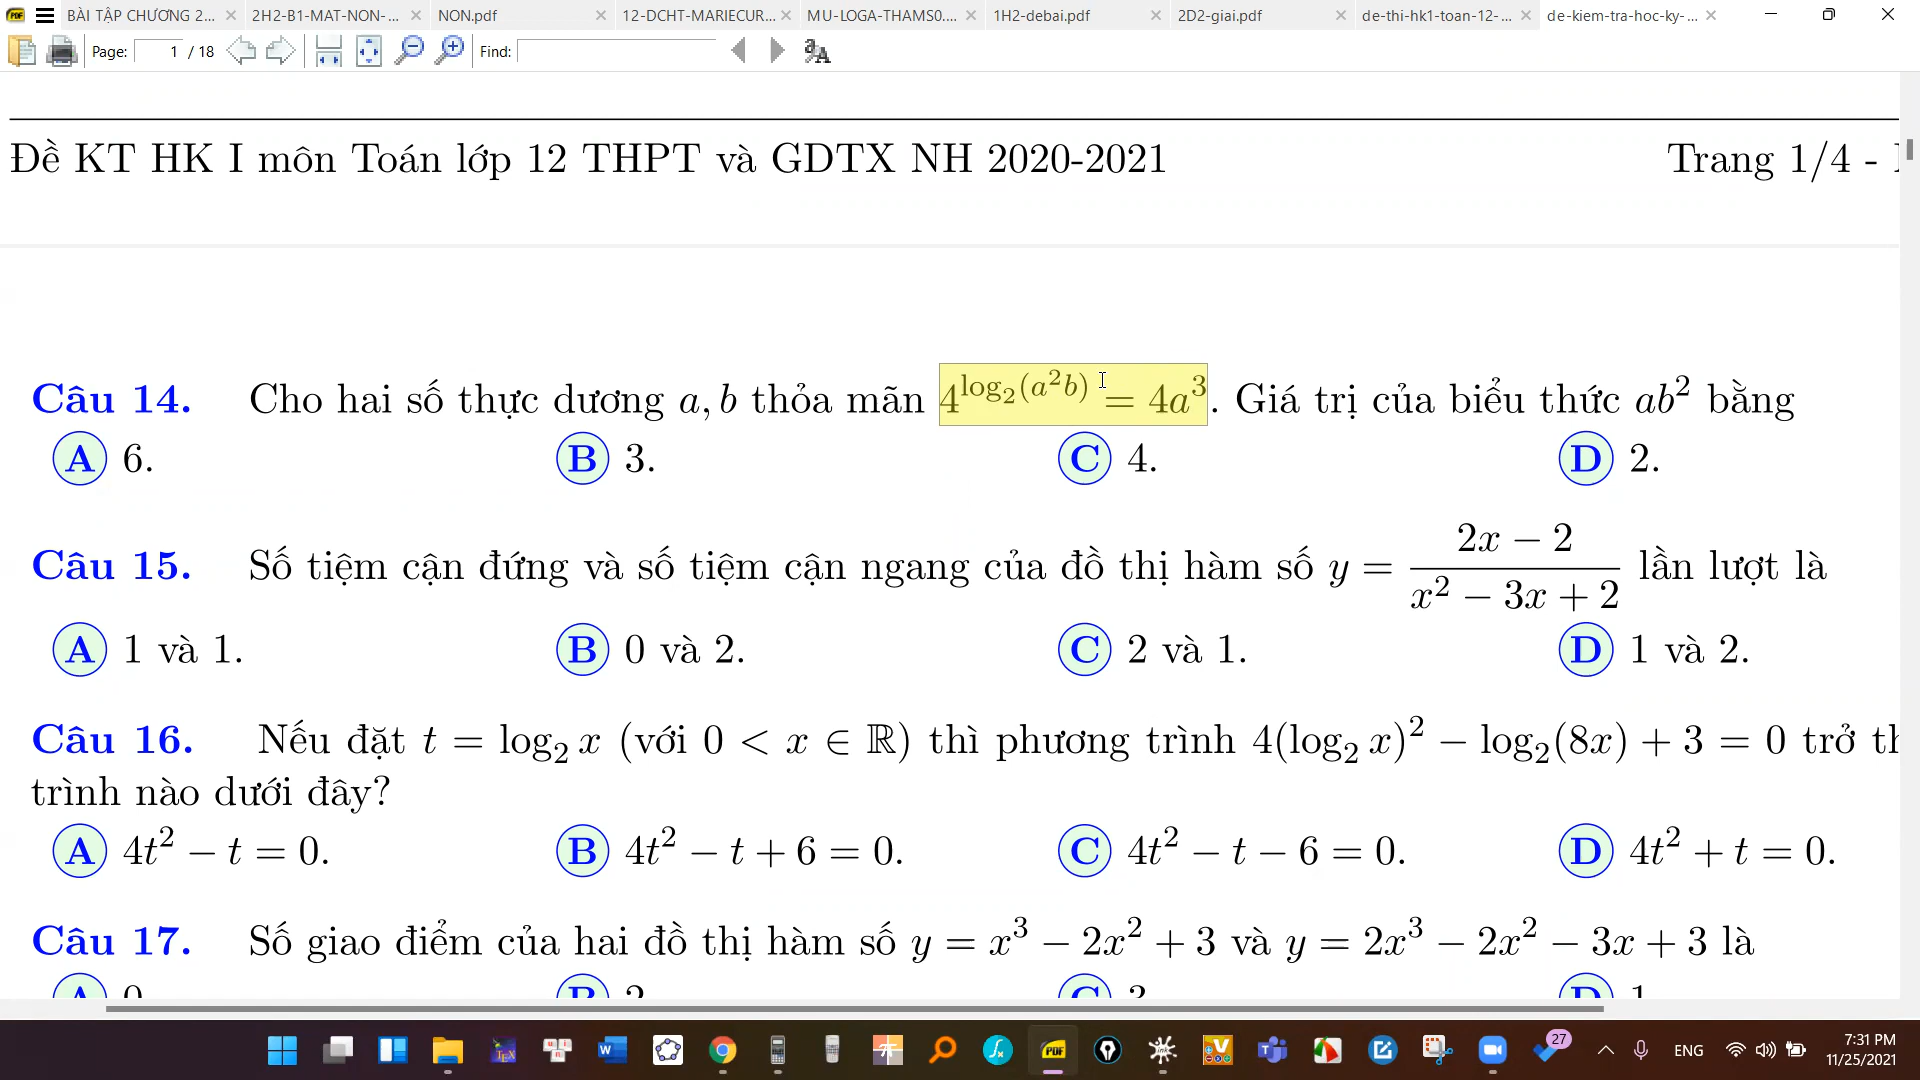 BÀI TẬP CHƯƠNG 2... 2H2-B1-MAT-NON-... NON.pdf 12-DCHT-MARIECUR... MU-LOGA-THAMS0.... 1H2-debai.pdf 2D2-giai.pdf de-thi-hk1-toan-12-... de-kiem-tra-hoc-ky-...
Page: 1 / 18 Find:
Đề KT HK I môn Toán lớp 12 THPT và GDTX NH 2020-2021 Trang 1/4 -
Câu 14. Cho hai số thực dương a, b thỏa mãn 4^{log₂(a²b)} = 4a³. Giá trị của biểu thức ab² bằng
A 6. B 3. C 4. D 2.
Câu 15. Số tiệm cận đứng và số tiệm cận ngang của đồ thị hàm số y = (2x − 2)/(x² − 3x + 2) lần lượt là
A 1 và 1. B 0 và 2. C 2 và 1. D 1 và 2.
Câu 16. Nếu đặt t = log₂ x (với 0 < x ∈ ℝ) thì phương trình 4(log₂ x)² − log₂(8x) + 3 = 0 trở
trình nào dưới đây?
A 4t² − t = 0. B 4t² − t + 6 = 0. C 4t² − t − 6 = 0. D 4t² + t = 0.
Câu 17. Số giao điểm của hai đồ thị hàm số y = x³ − 2x² + 3 và y = 2x³ − 2x² − 3x + 3 là
A B C D 1
27 ENG 7:31 PM
11/25/2021